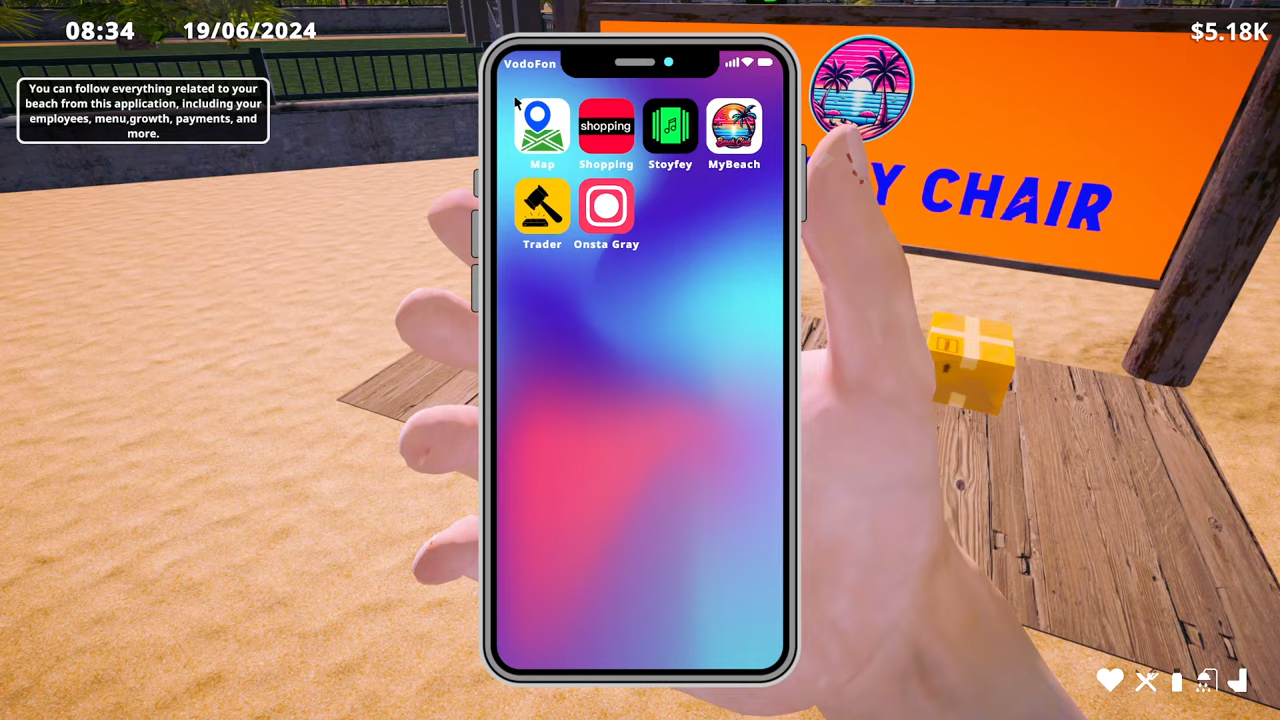 08:34 19/06/2024
$5.18K
You can follow everything related to your
beach from this application, including your
employees, menu,growth, payments, and
more.
VodoFon
shopping
Map Shopping Stoyfey MyBeach
Trader Onsta Gray
Y CHAIR